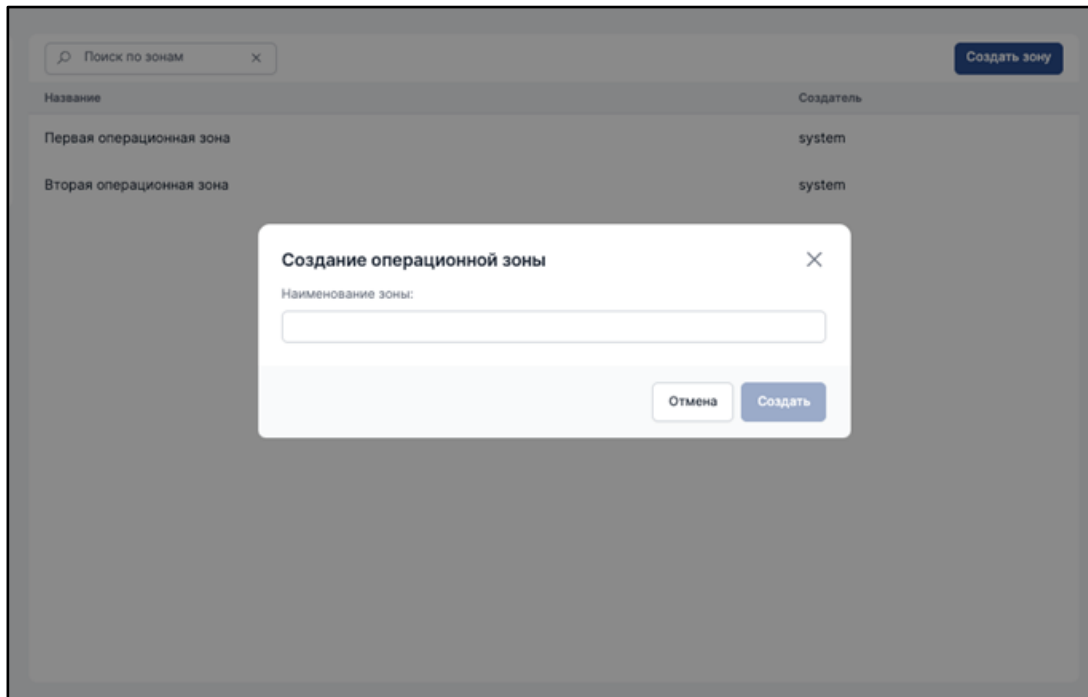 Поиск по зонам
Создать зону
Название Создатель
Первая операционная зона system
Вторая операционная зона system
Создание операционной зоны
Наименование зоны:
Отмена Создать